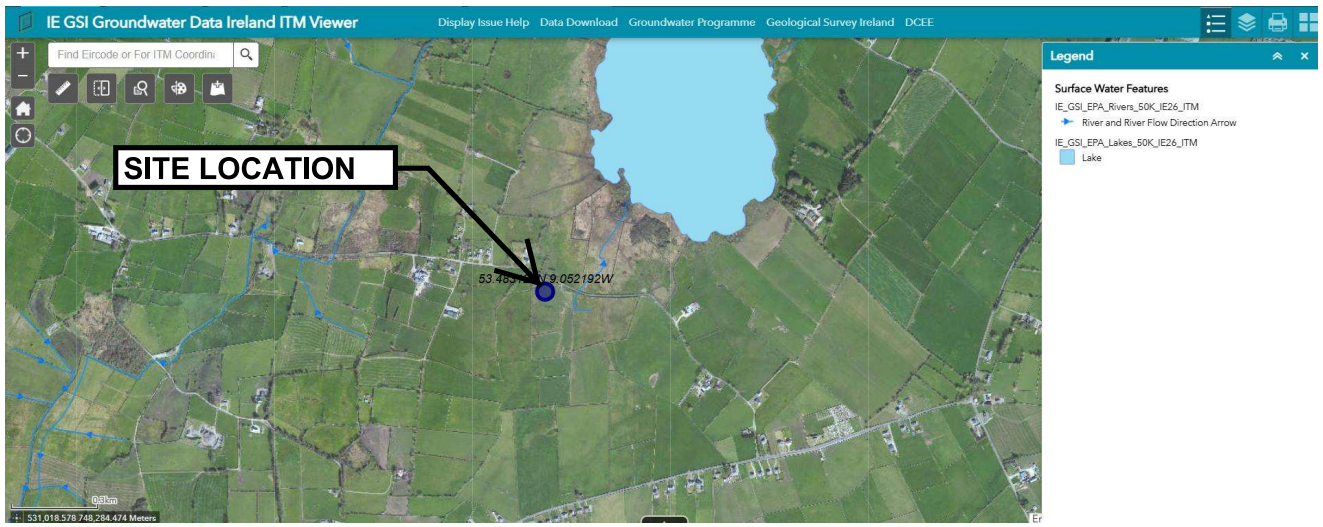 IE GSI Groundwater Data Ireland ITM Viewer
Display Issue Help Data Download Groundwater Programme Geological Survey Ireland DCEE
+
Find Eircode or For ITM Coordin
−
Legend
Surface Water Features
IE_GSI_EPA_Rivers_50K_IE26_ITM
River and River Flow Direction Arrow
IE_GSI_EPA_Lakes_50K_IE26_ITM
Lake
SITE LOCATION
9.052192W
0.3km
531,018.578 748,284.474 Meters